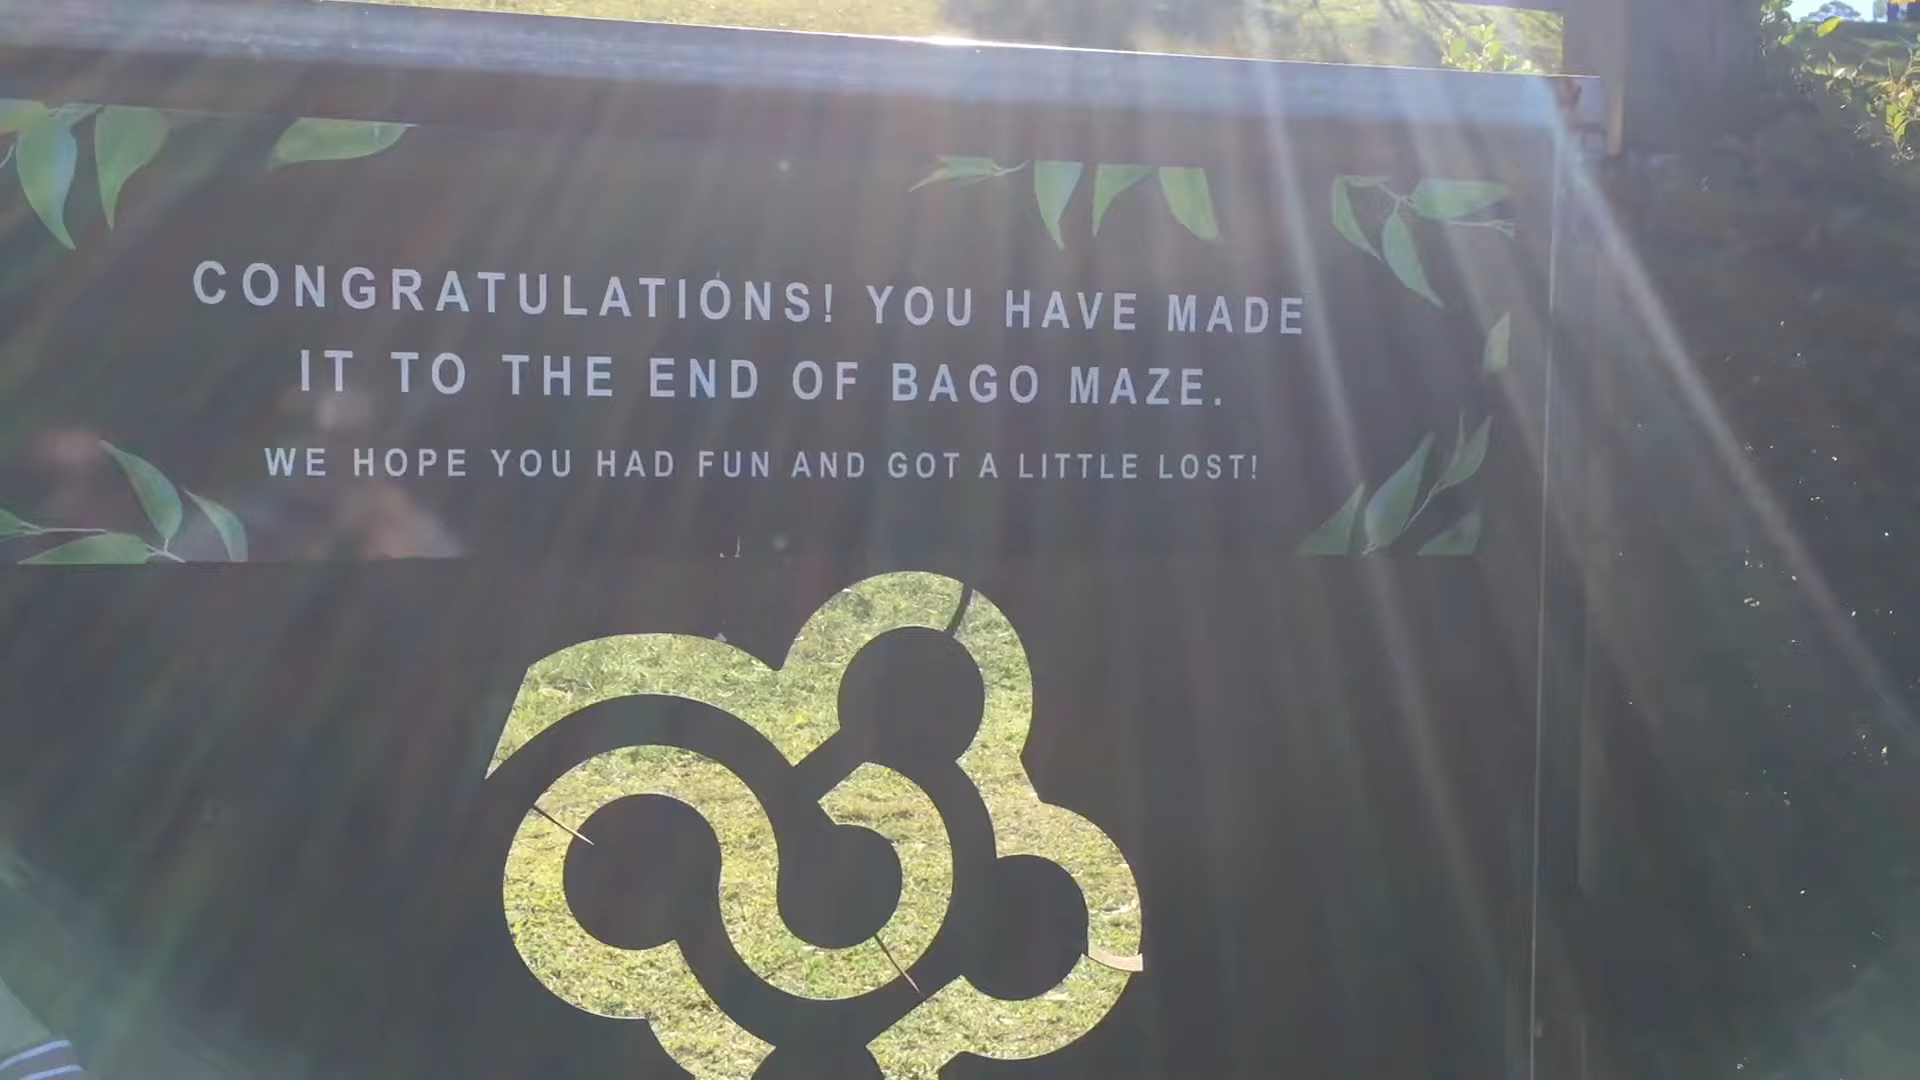 CONGRATULATIONS! YOU HAVE MADE
IT TO THE END OF BAGO MAZE.
WE HOPE YOU HAD FUN AND GOT A LITTLE LOST!